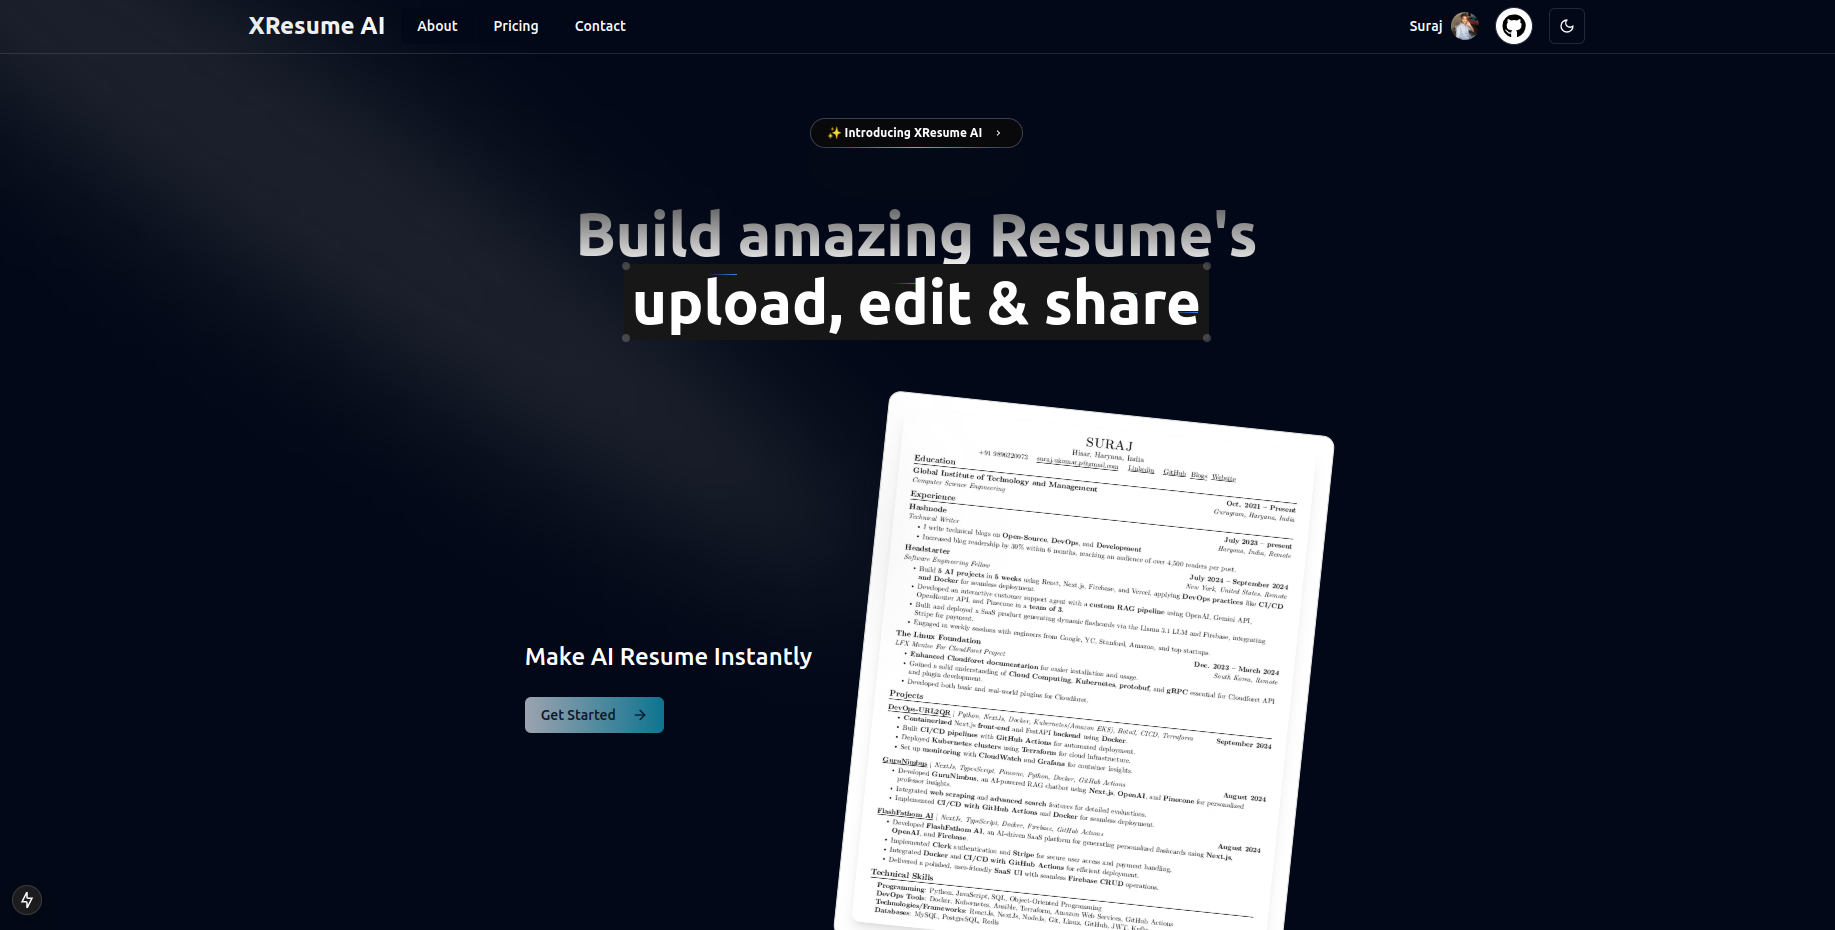 XResume AI
About
Pricing
Contact
Suraj
✨ Introducing XResume AI ›
Build amazing Resume's
upload, edit & share
Make AI Resume Instantly
Get Started →
SURAJ
Hisar, Haryana, India
+91 9896220973 suraj.ukumar.p@gmail.com Linkedin GitHub Blogs Website
Education
Global Institute of Technology and Management Oct. 2021 – Present
Computer Science Engineering Gurugram, Haryana, India
Experience
Hashnode July 2023 – present
Technical Writer Haryana, India, Remote
• I write technical blogs on Open-Source, DevOps, and Development
• Increased blog readership by 30% within 6 months, reaching an audience of over 4,500 readers per post.
Headstarter July 2024 – September 2024
Software Engineering Fellow New York, United States, Remote
• Build 5 AI projects in 5 weeks using React, Next.js, Firebase, and Vercel, applying DevOps practices like CI/CD
and Docker for seamless deployment.
• Developed an interactive customer support agent with a custom RAG pipeline using OpenAI, Gemini API,
OpenRouter API, and Pinecone in a team of 3.
• Built and deployed a SaaS product generating dynamic flashcards via the Llama 3.1 LLM and Firebase, integrating
Stripe for payment.
• Engaged in weekly sessions with engineers from Google, YC, Stanford, Amazon, and top startups.
The Linux Foundation Dec. 2023 – March 2024
LFX Mentee For CloudForet Project South Korea, Remote
• Enhanced Cloudforet documentation for easier installation and usage.
• Gained a solid understanding of Cloud Computing, Kubernetes, protobuf, and gRPC essential for Cloudforet API
and plugin development.
• Developed both basic and real-world plugins for Cloudforet.
Projects
DevOps-URL2QR | Python, NextJs, Docker, Kubernetes(Amazon EKS), Boto3, CICD, Terraform September 2024
• Containerized Next.js front-end and FastAPI backend using Docker.
• Built CI/CD pipelines with GitHub Actions for automated deployment.
• Deployed Kubernetes clusters using Terraform for cloud infrastructure.
• Set up monitoring with CloudWatch and Grafana for container insights.
GuruNimbus | NextJs, TypeScript, Pinecone, Python, Docker, GitHub Actions August 2024
• Developed GuruNimbus, an AI-powered RAG chatbot using Next.js, OpenAI, and Pinecone for personalized
professor insights.
• Integrated web scraping and advanced search features for detailed evaluations.
• Implemented CI/CD with GitHub Actions and Docker for seamless deployment.
FlashFathom AI | NextJs, TypeScript, Docker, Firebase, GitHub Actions August 2024
• Developed FlashFathom AI, an AI-driven SaaS platform for generating personalized flashcards using Next.js,
OpenAI, and Firebase.
• Implemented Clerk authentication and Stripe for secure user access and payment handling.
• Integrated Docker and CI/CD with GitHub Actions for efficient deployment.
• Delivered a polished, user-friendly SaaS UI with seamless Firebase CRUD operations.
Technical Skills
Programming: Python, JavaScript, SQL, Object-Oriented Programming
DevOps Tools: Docker, Kubernetes, Ansible, Terraform, Amazon Web Services, GitHub Actions
Technologies/Frameworks: ReactJs, NextJs, NodeJs, Git, Linux, GitHub, JWT,
Databases: MySQL, PostgreSQL, Redis